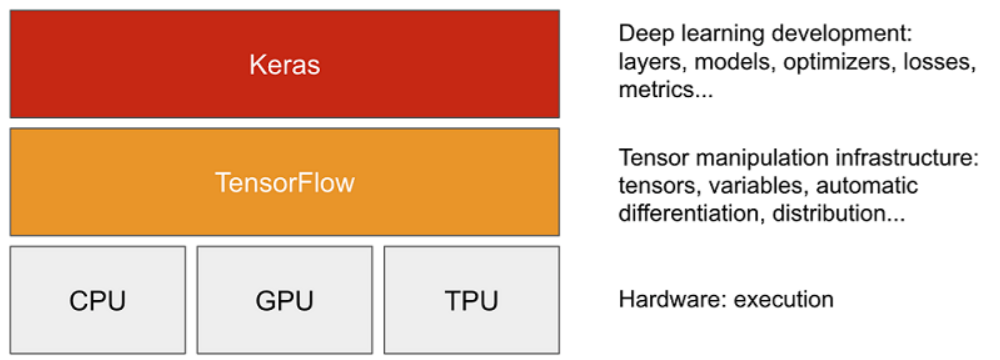 Keras
Deep learning development:
layers, models, optimizers, losses,
metrics...
TensorFlow
Tensor manipulation infrastructure:
tensors, variables, automatic
differentiation, distribution...
CPU
GPU
TPU
Hardware: execution